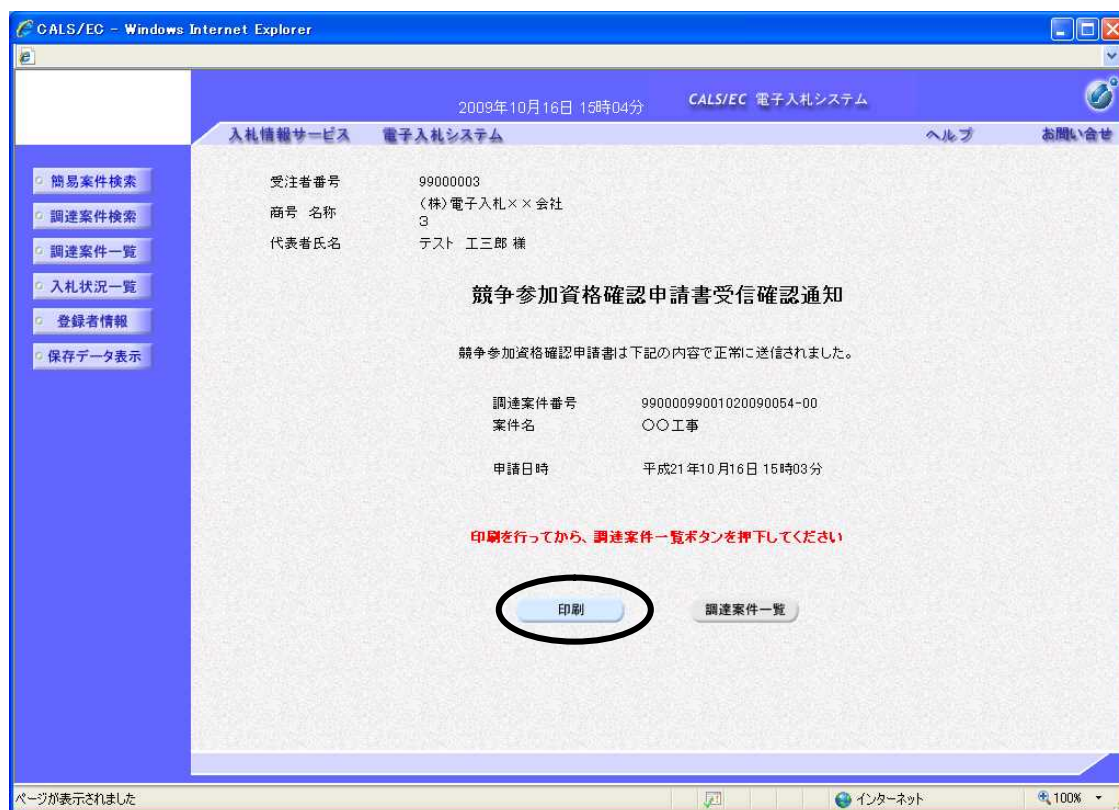 CALS/EC - Windows Internet Explorer
2009年10月16日 15時04分
CALS/EC 電子入札システム
入札情報サービス 電子入札システム ヘルプ お問い合せ
簡易案件検索
調達案件検索
調達案件一覧
入札状況一覧
登録者情報
保存データ表示
受注者番号 99000003
商号 名称 (株)電子入札××会社
3
代表者氏名 テスト 工三郎 様
競争参加資格確認申請書受信確認通知
競争参加資格確認申請書は下記の内容で正常に送信されました。
調達案件番号 99000099001020090054-00
案件名 〇〇工事
申請日時 平成21年10月16日 15時03分
印刷を行ってから、調達案件一覧ボタンを押下してください
印刷 調達案件一覧
ページが表示されました インターネット 100%